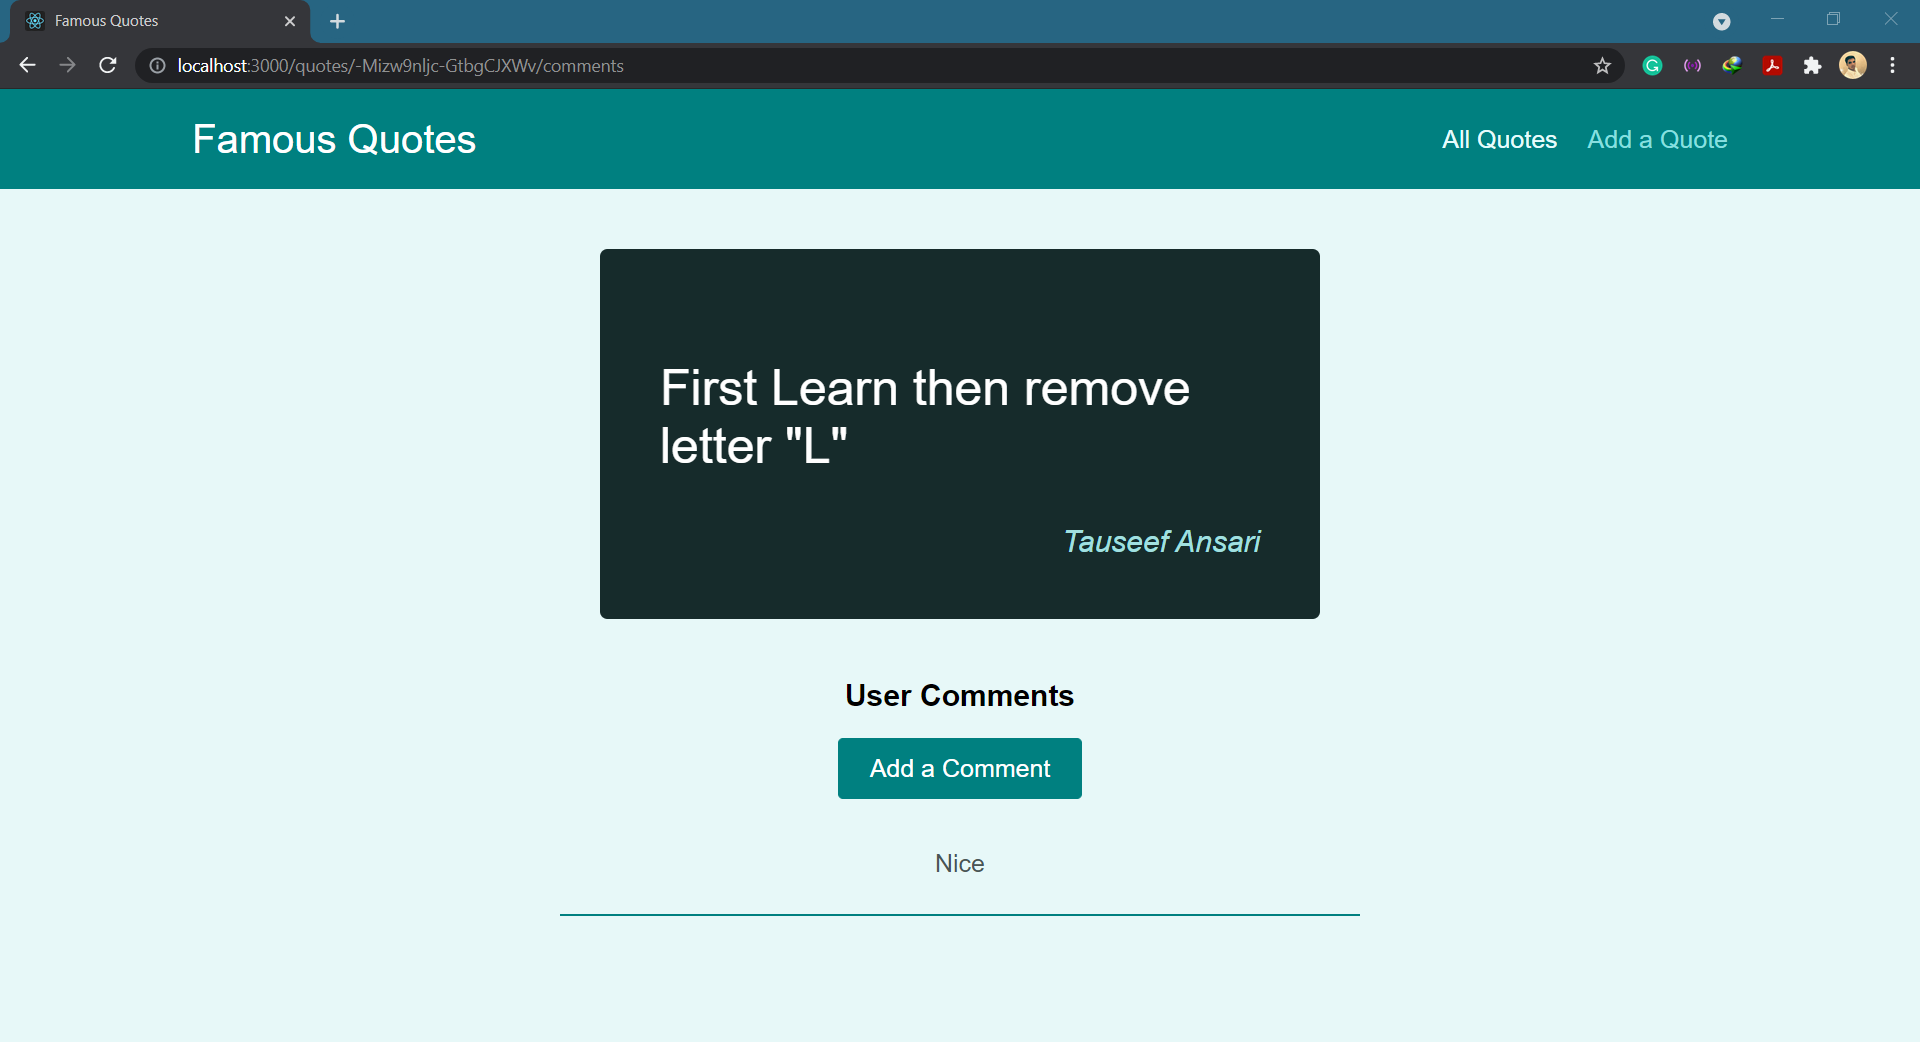 Famous Quotes
localhost:3000/quotes/-Mizw9nljc-GtbgCJXWv/comments
Famous Quotes
All Quotes
Add a Quote
First Learn then remove
letter "L"
Tauseef Ansari
User Comments
Add a Comment
Nice